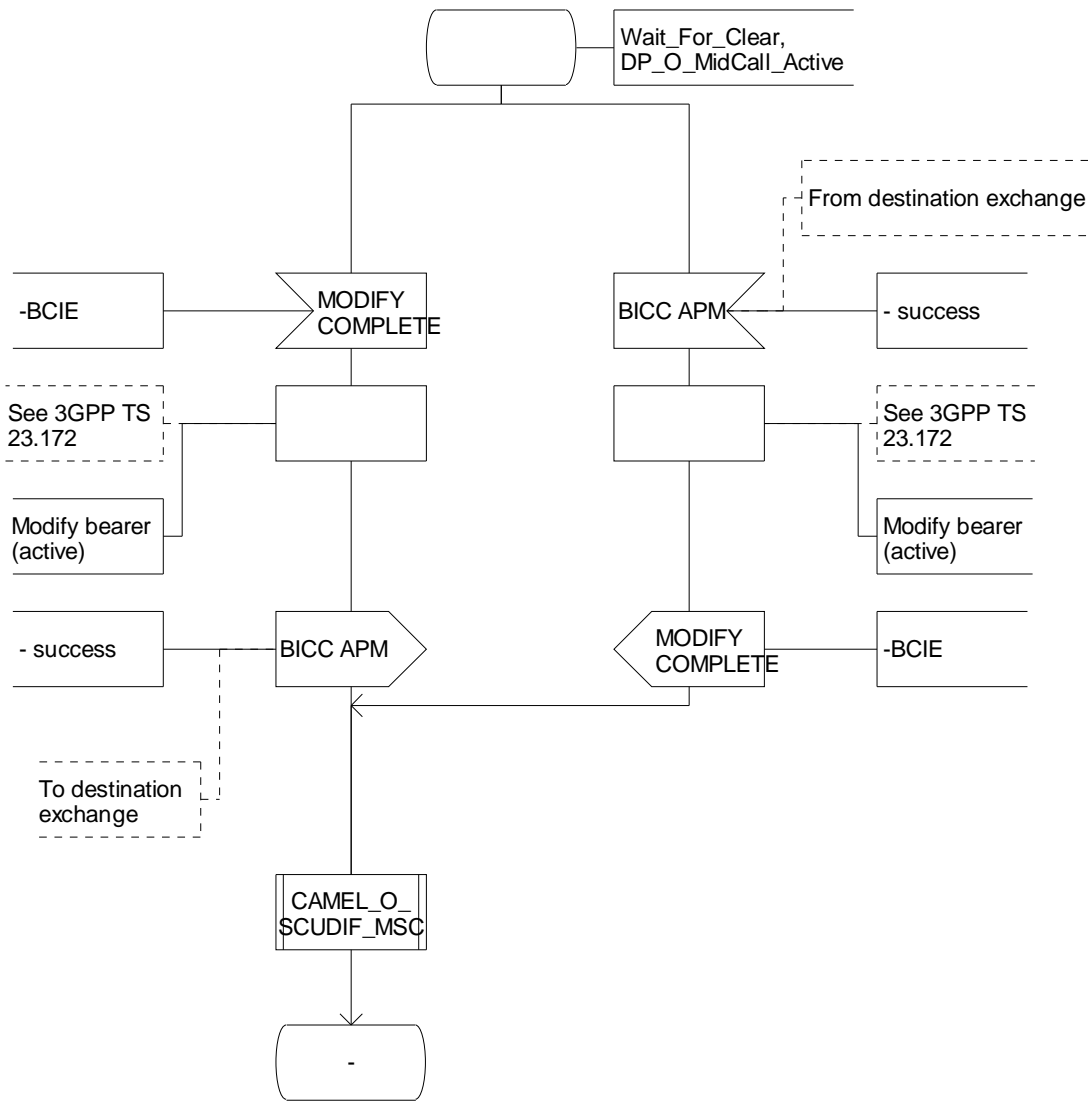 Wait_For_Clear,
DP_O_MidCall_Active
From destination exchange
-BCIE
MODIFY
COMPLETE
BICC APM
- success
See 3GPP TS
23.172
See 3GPP TS
23.172
Modify bearer
(active)
Modify bearer
(active)
- success
BICC APM
MODIFY
COMPLETE
-BCIE
To destination
exchange
CAMEL_O_
SCUDIF_MSC
-